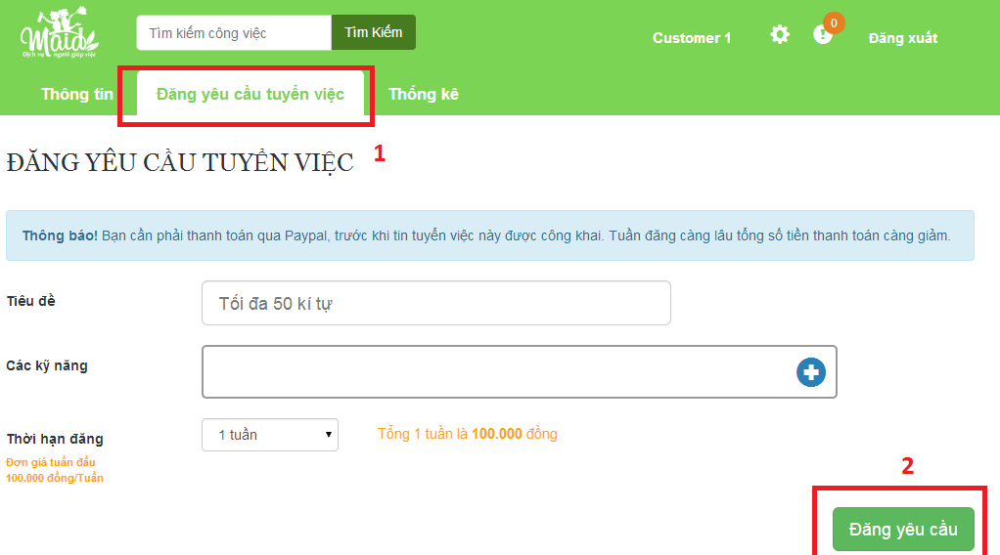 Maid
Dịch vụ người giúp việc
Tìm kiếm công việc
Tìm Kiếm
Customer 1
0
Đăng xuất
Thông tin
Đăng yêu cầu tuyển việc
Thống kê
ĐĂNG YÊU CẦU TUYỂN VIỆC
1
Thông báo! Bạn cần phải thanh toán qua Paypal, trước khi tin tuyển việc này được công khai. Tuần đăng càng lâu tổng số tiền thanh toán càng giảm.
Tiêu đề
Tối đa 50 kí tự
Các kỹ năng
Thời hạn đăng
1 tuần
Tổng 1 tuần là 100.000 đồng
Đơn giá tuần đầu
100.000 đồng/Tuần
2
Đăng yêu cầu